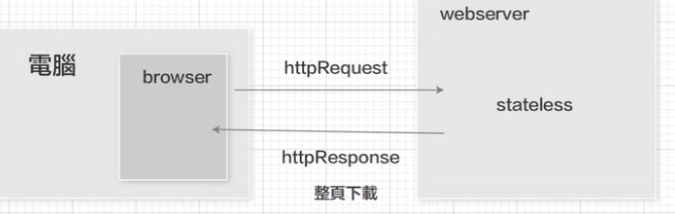 webserver
電腦
browser
httpRequest
stateless
httpResponse
整頁下載